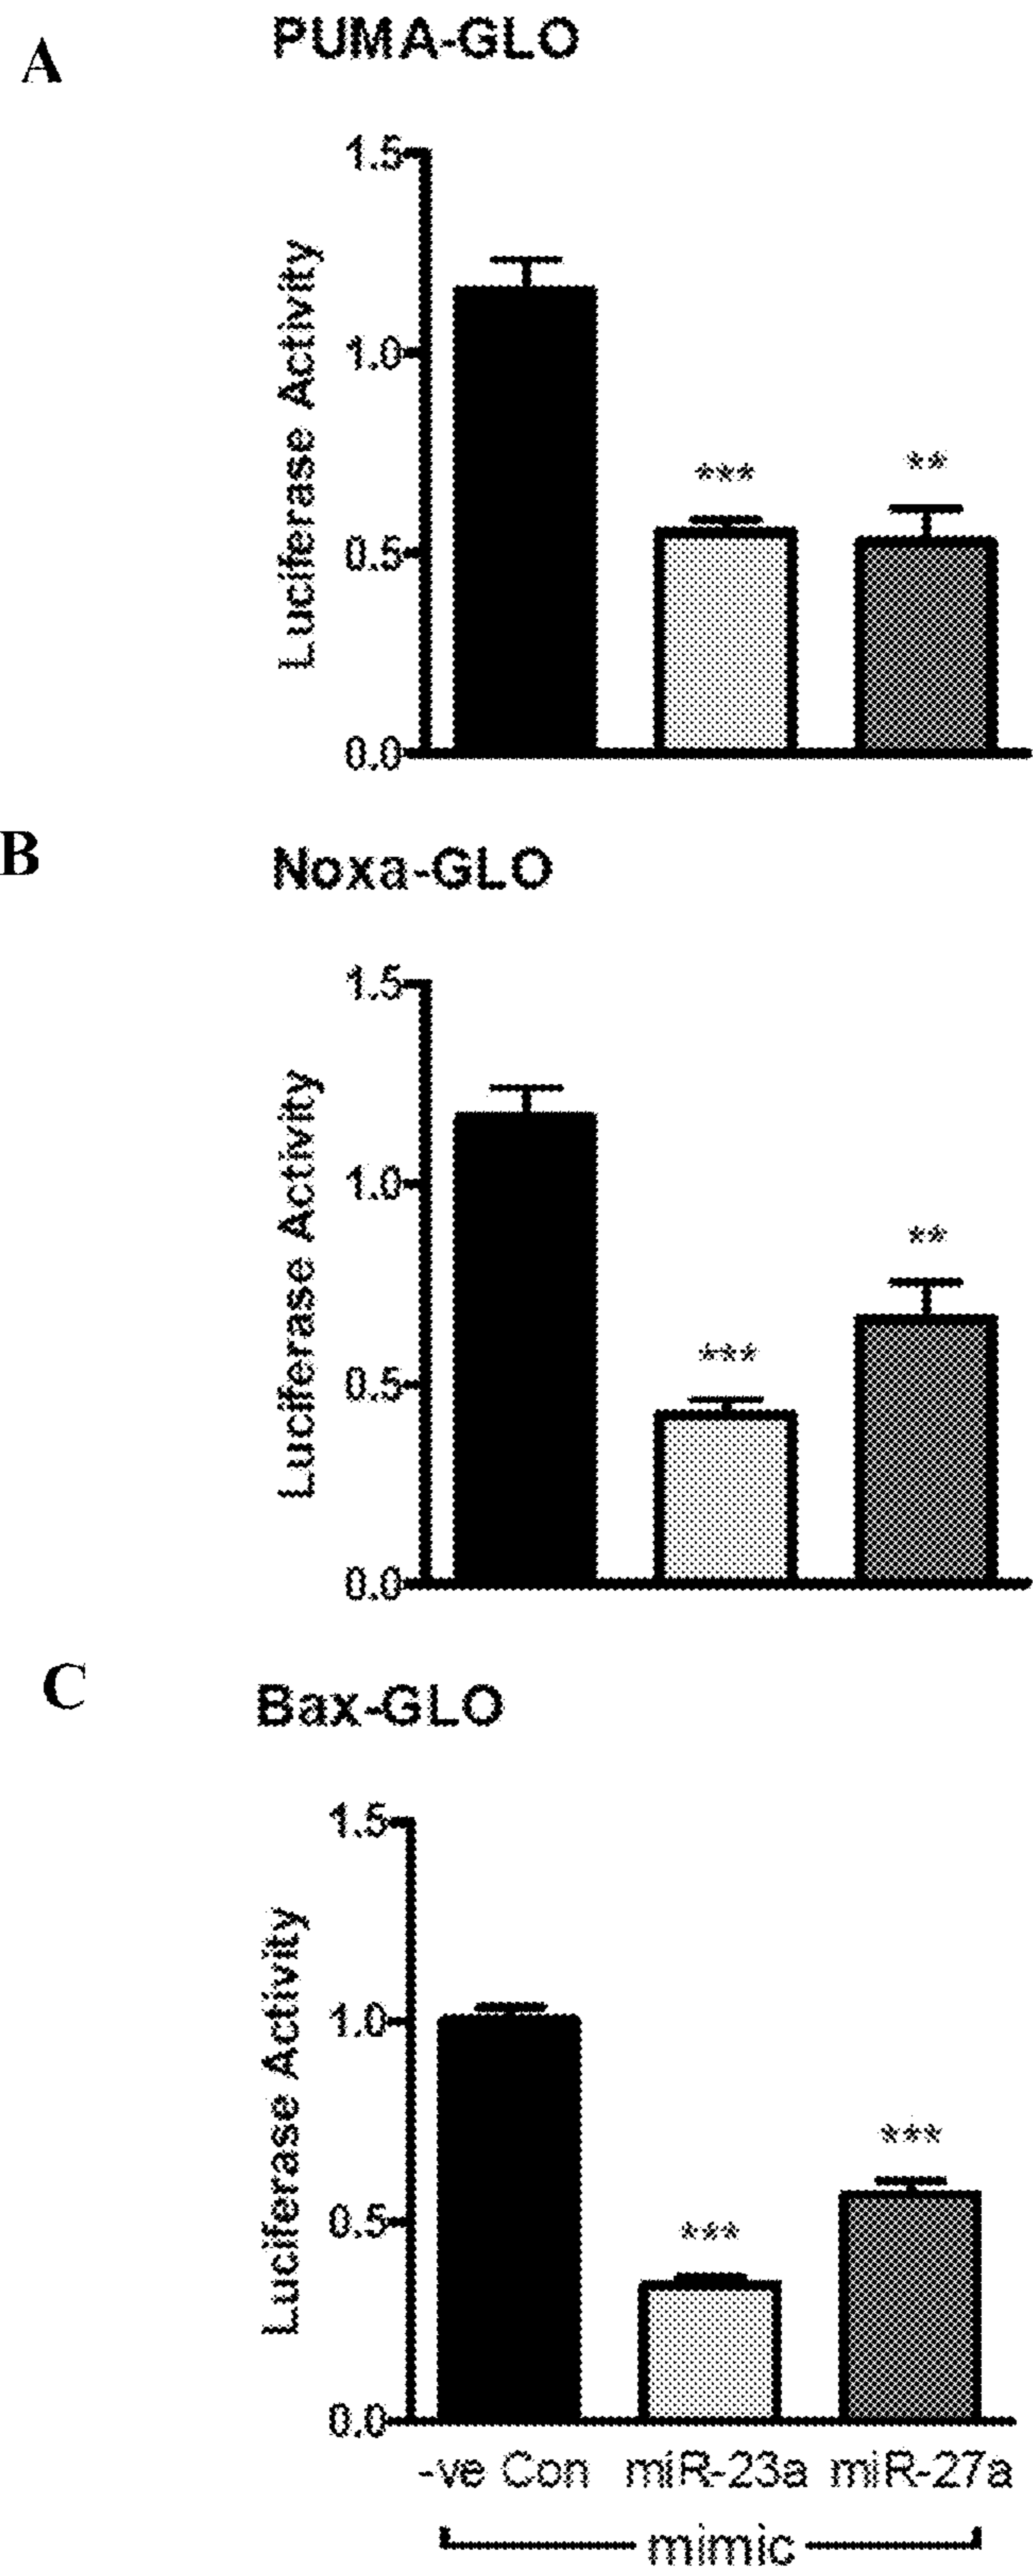 A
PUMA-GLO
1.5
1.0
0.5
0.0
Luciferase Activity
***
**
B
Noxa-GLO
1.5
1.0
0.5
0.0
Luciferase Activity
***
**
C
Bax-GLO
1.5
1.0
0.5
0.0
Luciferase Activity
***
***
-ve Con miR-23a miR-27a
mimic